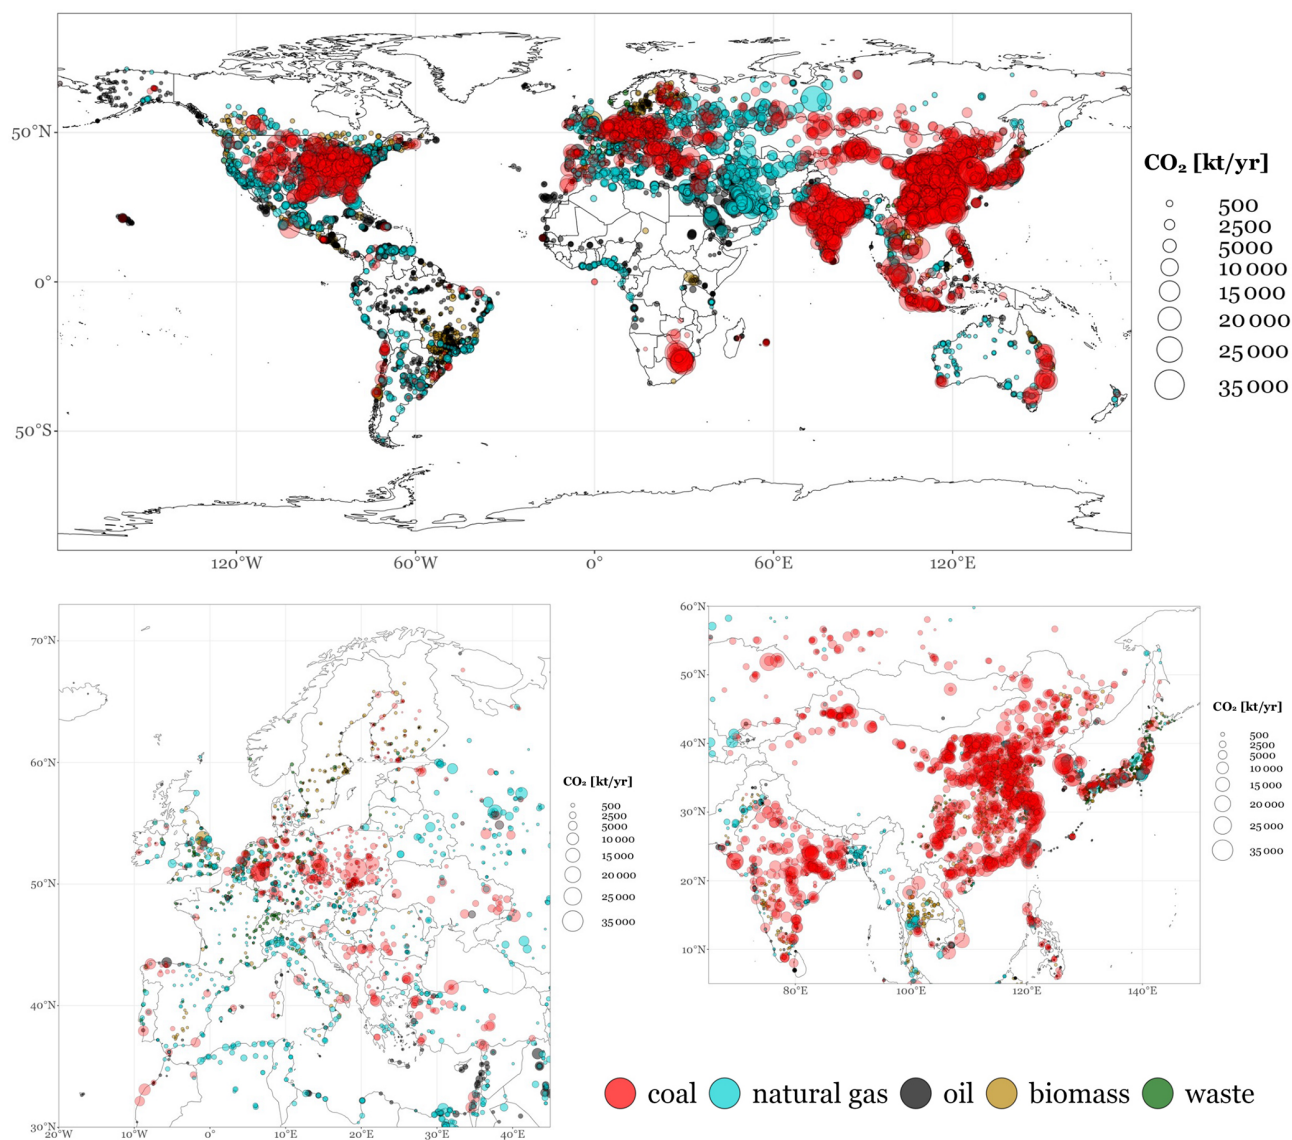 50°N
0°
50°S
120°W 60°W 0° 60°E 120°E
CO₂ [kt/yr]
500
2500
5000
10 000
15 000
20 000
25 000
35 000
70°N
60°N
50°N
40°N
30°N
20°W 10°W 0° 10°E 20°E 30°E 40°E
CO₂ [kt/yr]
500
2500
5000
10 000
15 000
20 000
25 000
35 000
60°N
50°N
40°N
30°N
20°N
10°N
80°E 100°E 120°E 140°E
CO₂ [kt/yr]
500
2500
5000
10 000
15 000
20 000
25 000
35 000
coal natural gas oil biomass waste